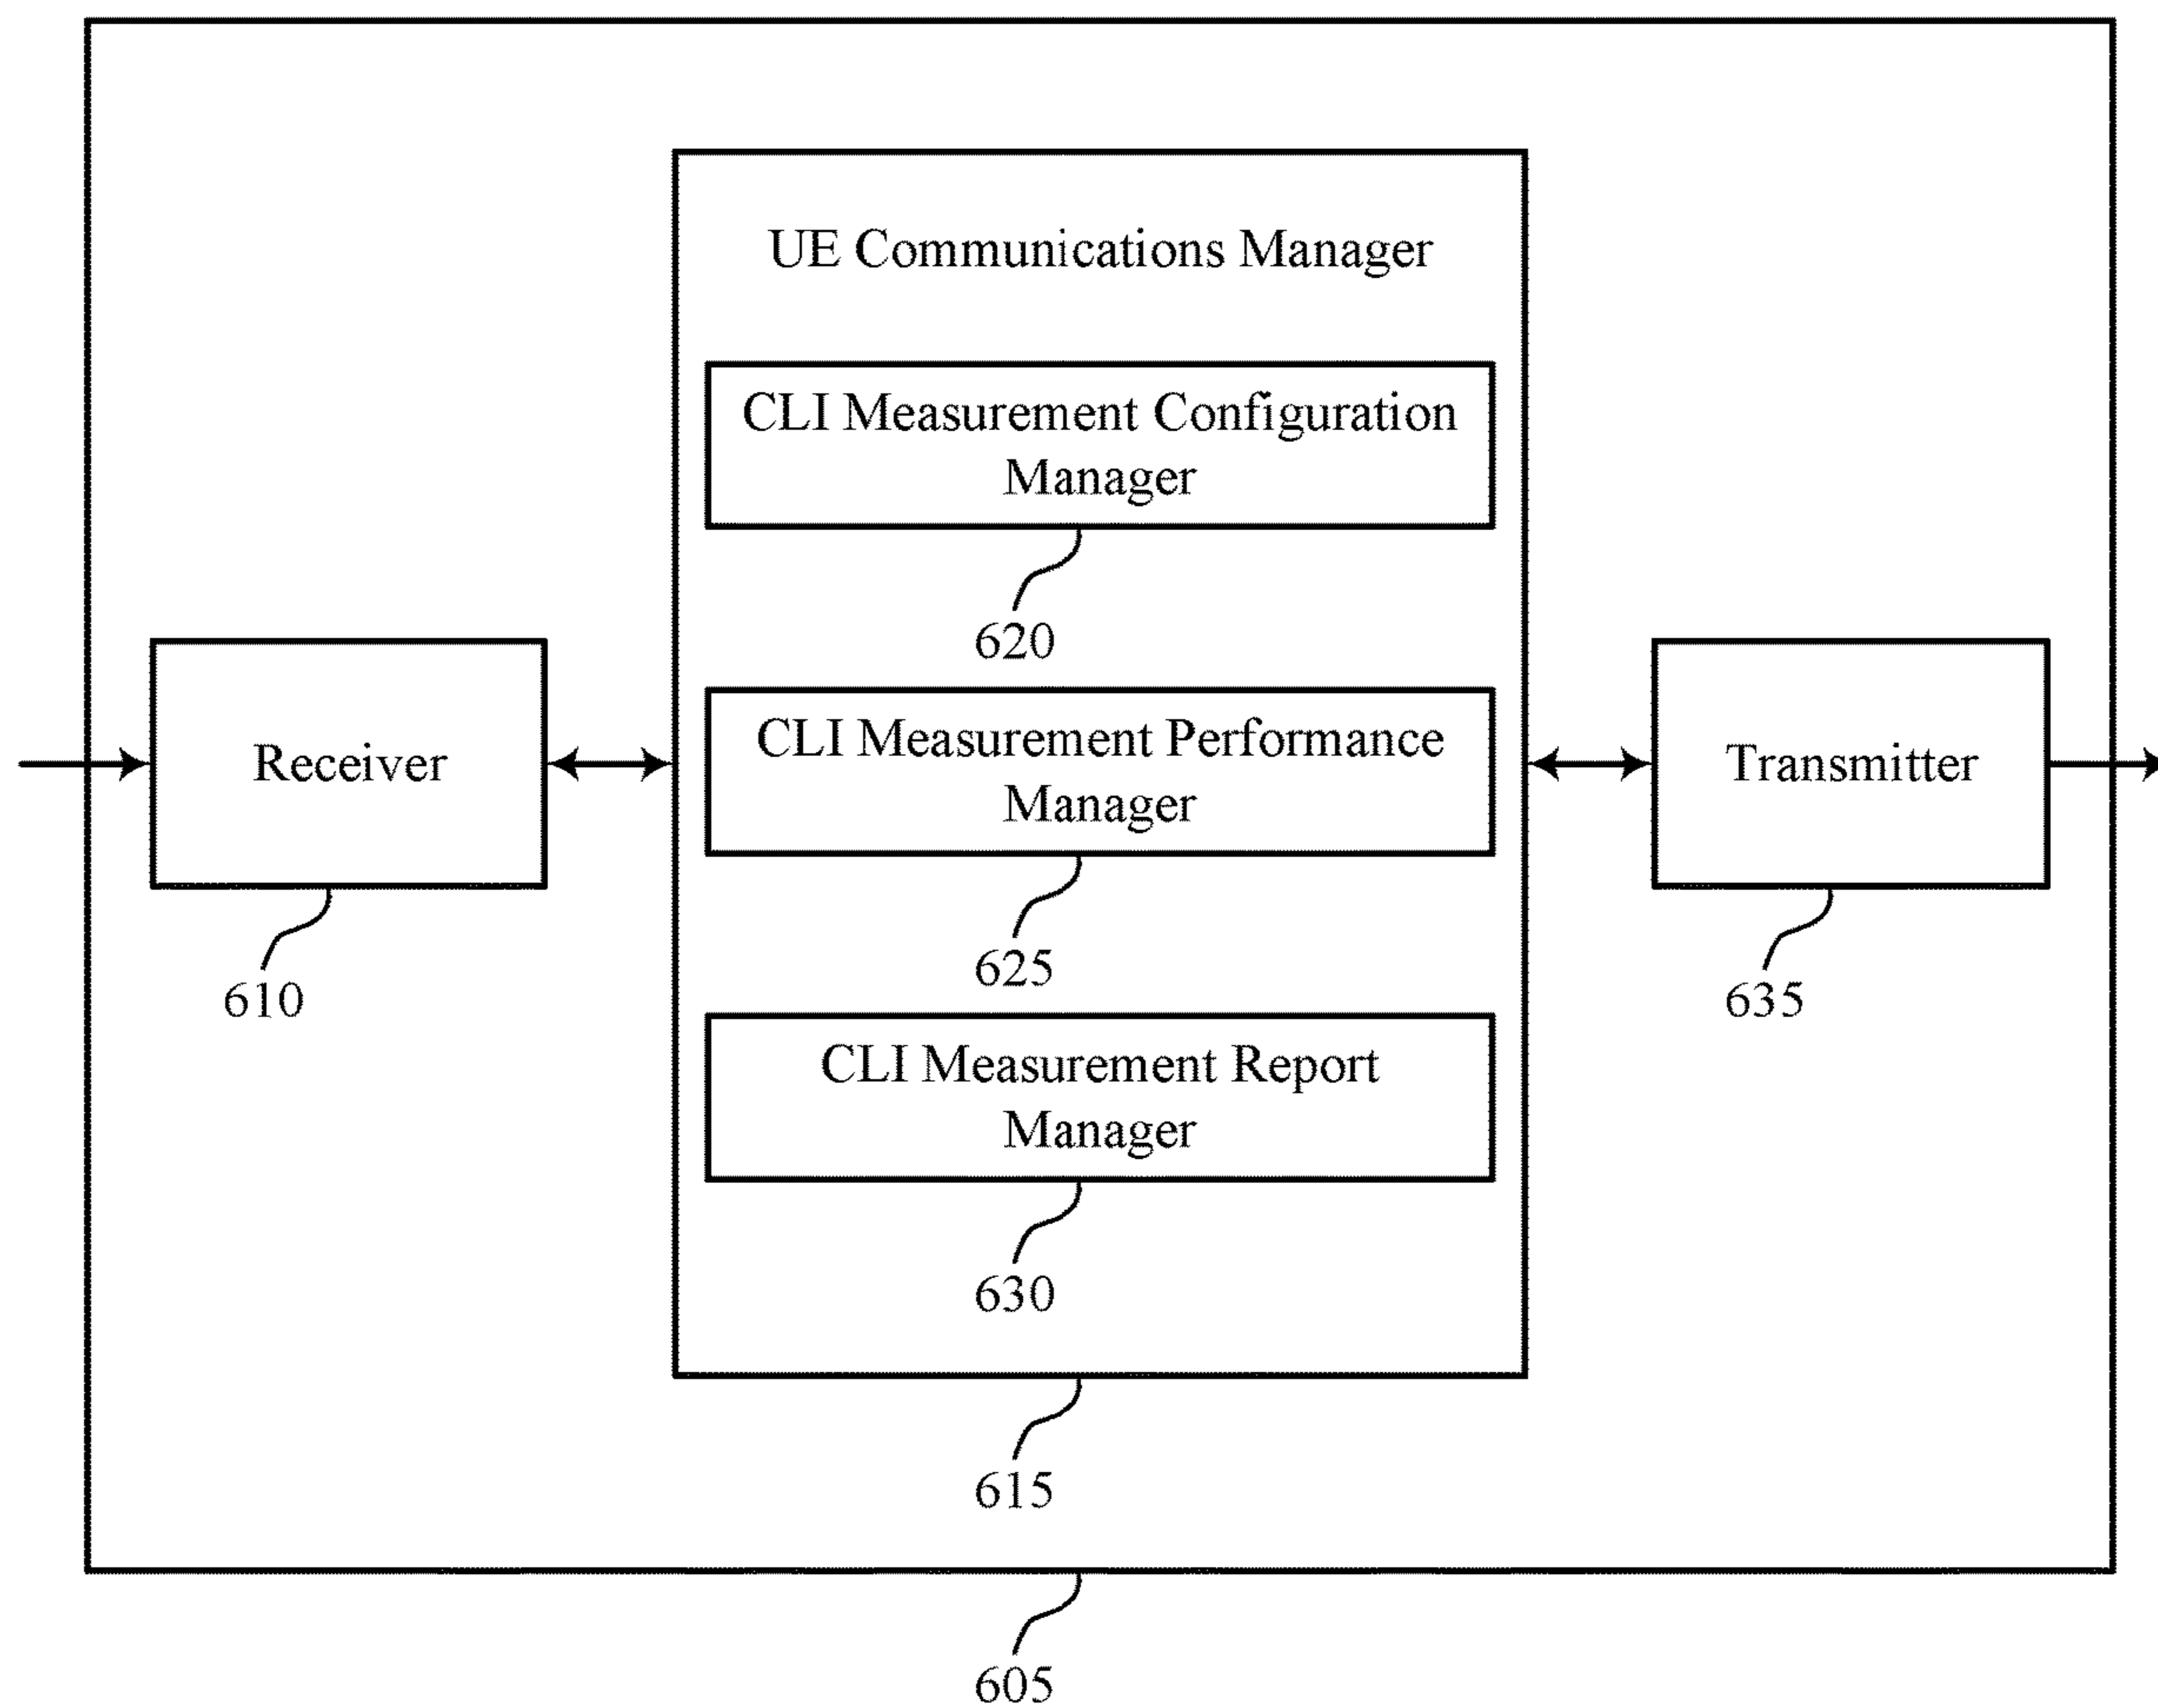 UE Communications Manager
CLI Measurement Configuration
Manager
620
Receiver
610
CLI Measurement Performance
Manager
625
Transmitter
635
CLI Measurement Report
Manager
630
615
605